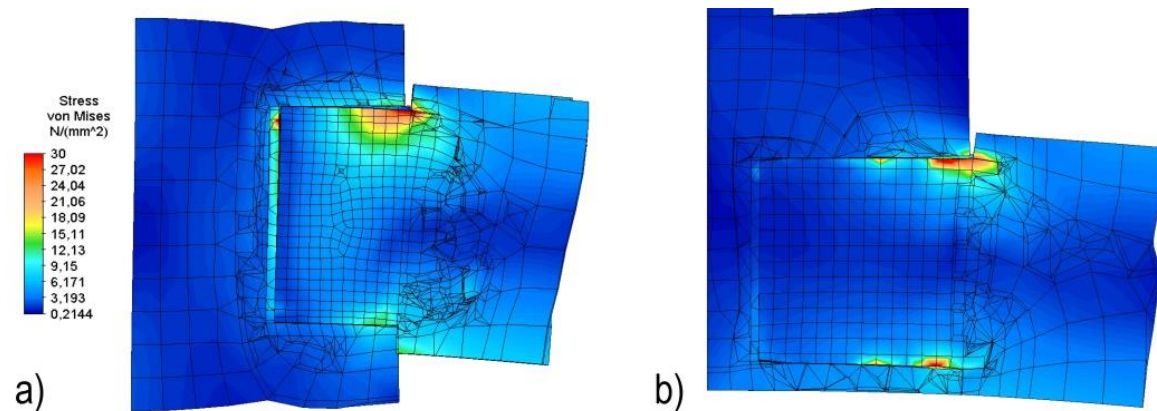 Stress
von Mises
N/(mm^2)
30
27,02
24,04
21,06
18,09
15,11
12,13
9,15
6,171
3,193
0,2144
a)
b)